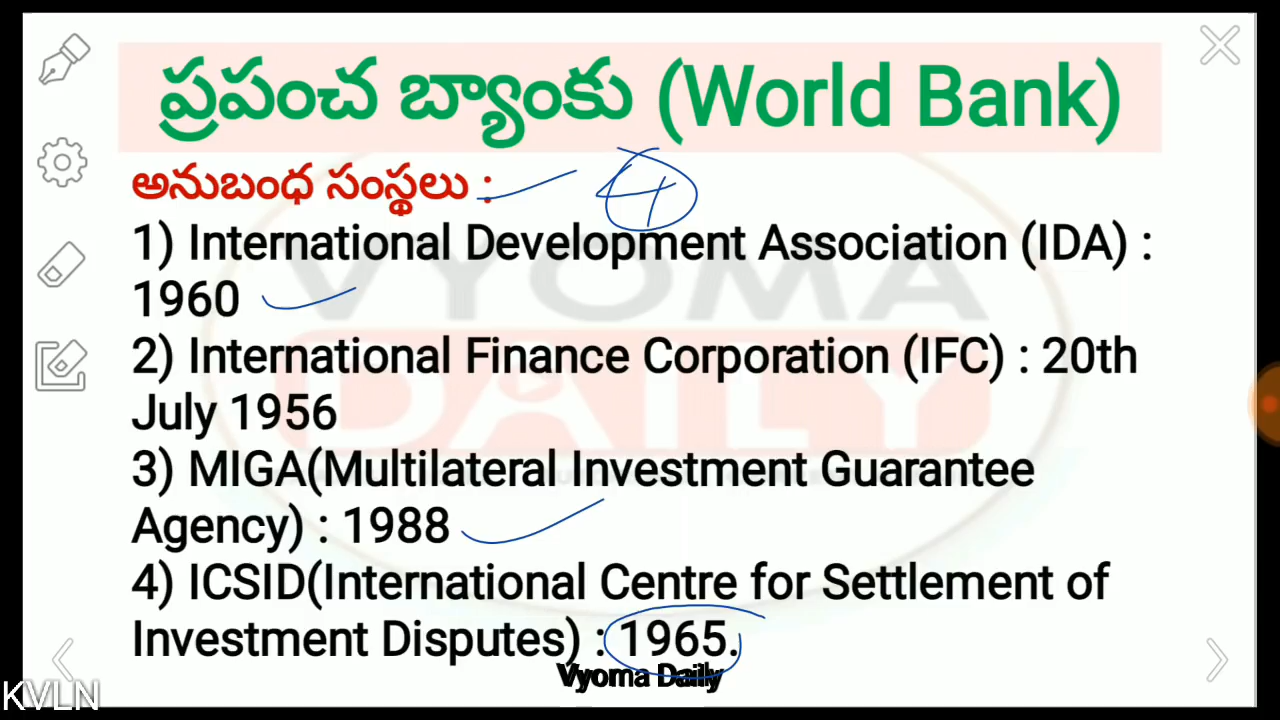 ప్రపంచ బ్యాంకు (World Bank)
అనుబంధ సంస్థలు :
4
1) International Development Association (IDA) :
1960
2) International Finance Corporation (IFC) : 20th
July 1956
3) MIGA(Multilateral Investment Guarantee
Agency) : 1988
4) ICSID(International Centre for Settlement of
Investment Disputes) : 1965.
Vyoma Daily
KVLN
VYOMA
DAILY